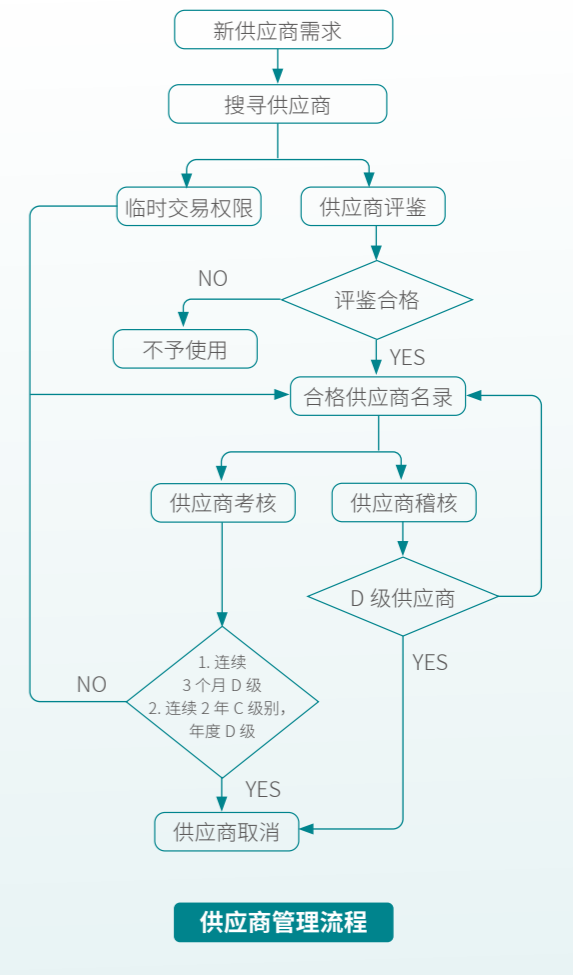 新供应商需求
搜寻供应商
临时交易权限
供应商评鉴
NO
评鉴合格
不予使用
YES
合格供应商名录
供应商考核
供应商稽核
D 级供应商
1. 连续
3 个月 D 级
2. 连续 2 年 C 级别，
年度 D 级
NO
YES
YES
供应商取消
供应商管理流程